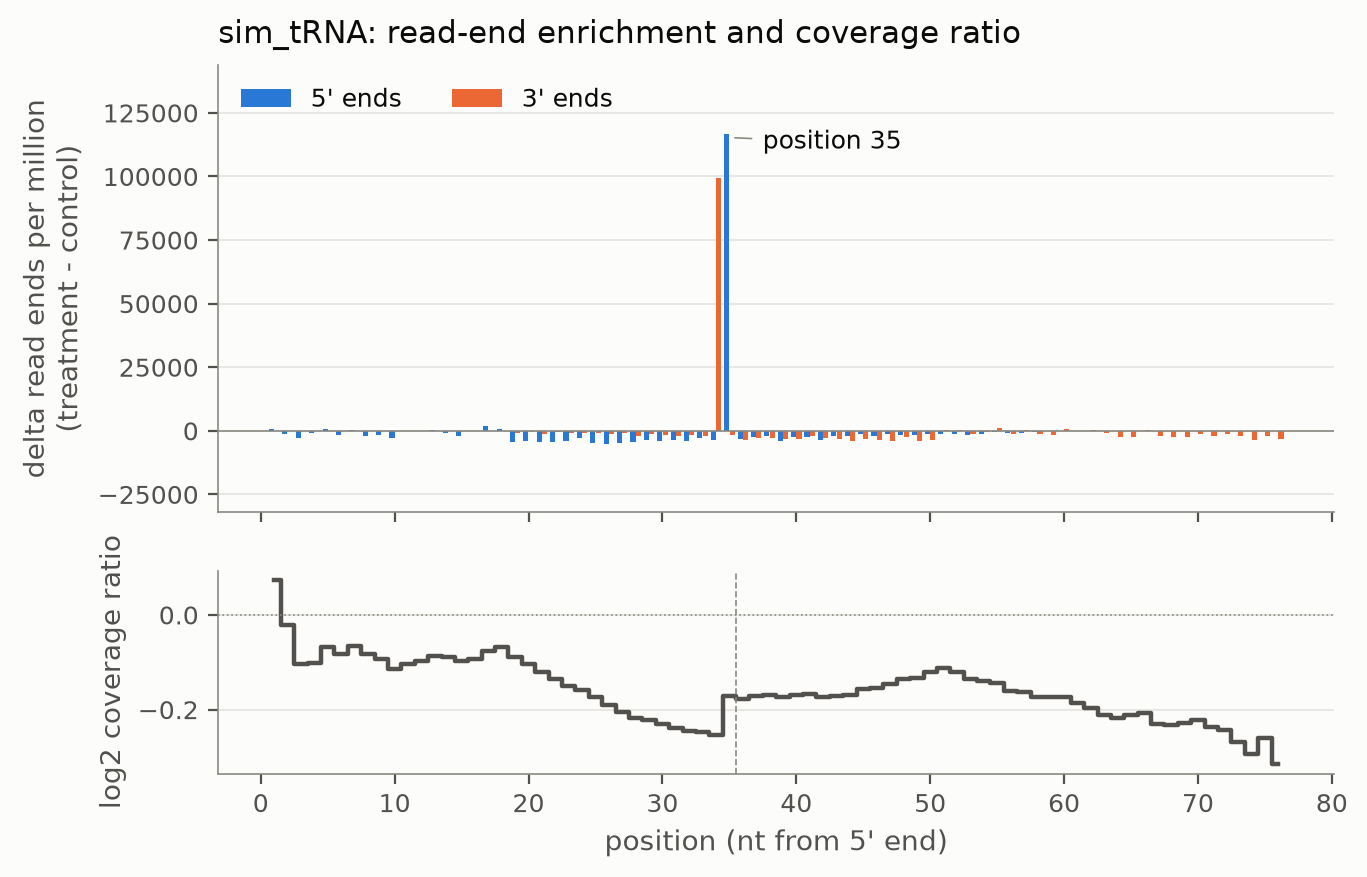 sim_tRNA: read-end enrichment and coverage ratio
5' ends
3' ends
position 35
delta read ends per million
(treatment - control)
125000
100000
75000
50000
25000
0
−25000
log2 coverage ratio
0.0
−0.2
0 10 20 30 40 50 60 70 80
position (nt from 5' end)